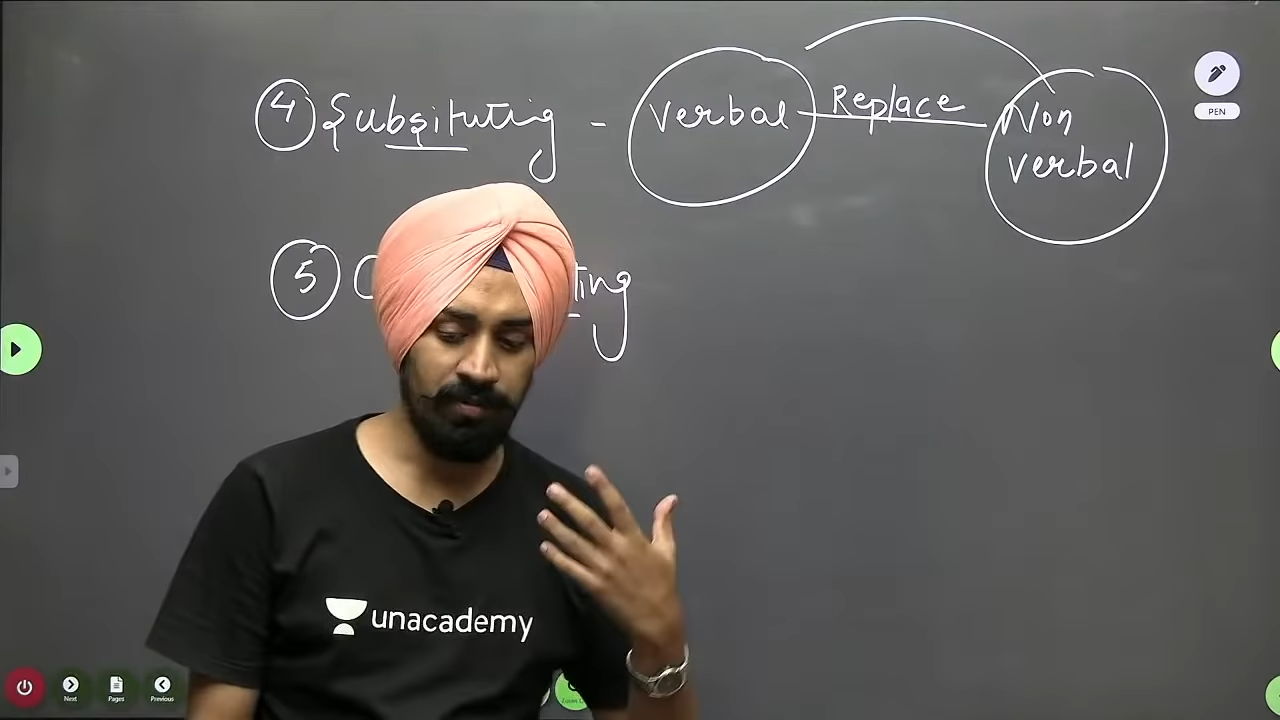 4 Subsituting - Verbal Replace Non
verbal
PEN
5 ting
unacademy
Next Pages Previous